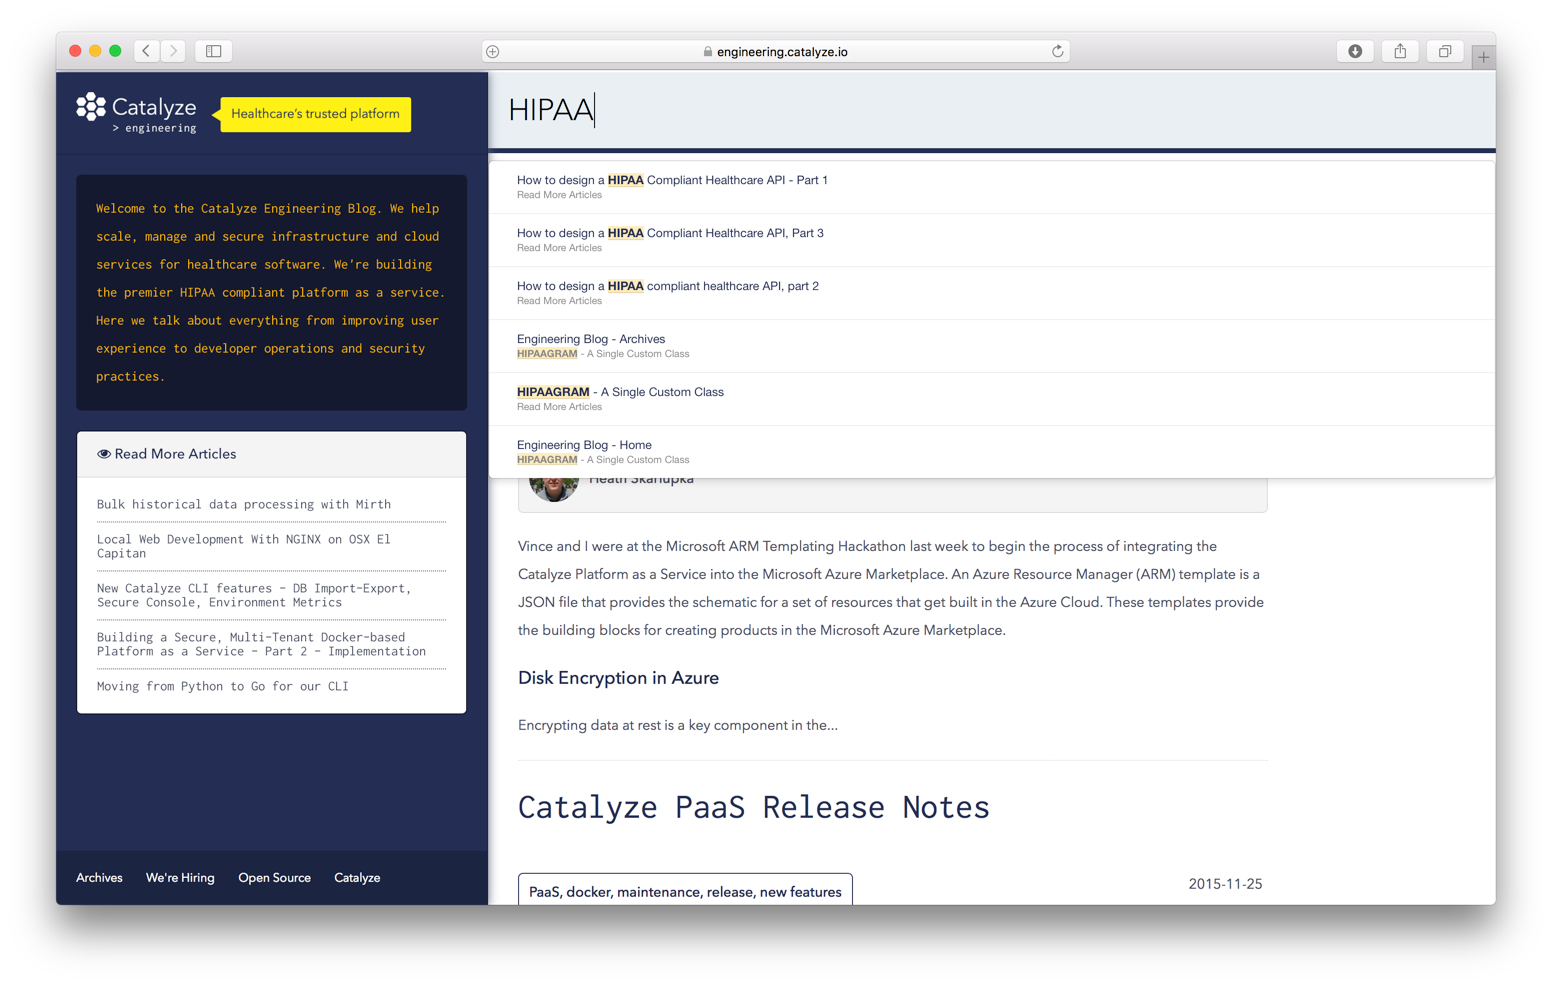 engineering.catalyze.io
Catalyze
> engineering
Healthcare's trusted platform
Welcome to the Catalyze Engineering Blog. We help
scale, manage and secure infrastructure and cloud
services for healthcare software. We're building
the premier HIPAA compliant platform as a service.
Here we talk about everything from improving user
experience to developer operations and security
practices.
Read More Articles
Bulk historical data processing with Mirth
Local Web Development With NGINX on OSX El
Capitan
New Catalyze CLI features - DB Import-Export,
Secure Console, Environment Metrics
Building a Secure, Multi-Tenant Docker-based
Platform as a Service - Part 2 - Implementation
Moving from Python to Go for our CLI
Archives We're Hiring Open Source Catalyze
HIPAA
How to design a HIPAA Compliant Healthcare API - Part 1
Read More Articles
How to design a HIPAA Compliant Healthcare API, Part 3
Read More Articles
How to design a HIPAA compliant healthcare API, part 2
Read More Articles
Engineering Blog - Archives
HIPAAGRAM - A Single Custom Class
HIPAAGRAM - A Single Custom Class
Read More Articles
Engineering Blog - Home
HIPAAGRAM - A Single Custom Class
Heath Skarlupka
Vince and I were at the Microsoft ARM Templating Hackathon last week to begin the process of integrating the
Catalyze Platform as a Service into the Microsoft Azure Marketplace. An Azure Resource Manager (ARM) template is a
JSON file that provides the schematic for a set of resources that get built in the Azure Cloud. These templates provide
the building blocks for creating products in the Microsoft Azure Marketplace.
Disk Encryption in Azure
Encrypting data at rest is a key component in the...
Catalyze PaaS Release Notes
PaaS, docker, maintenance, release, new features
2015-11-25